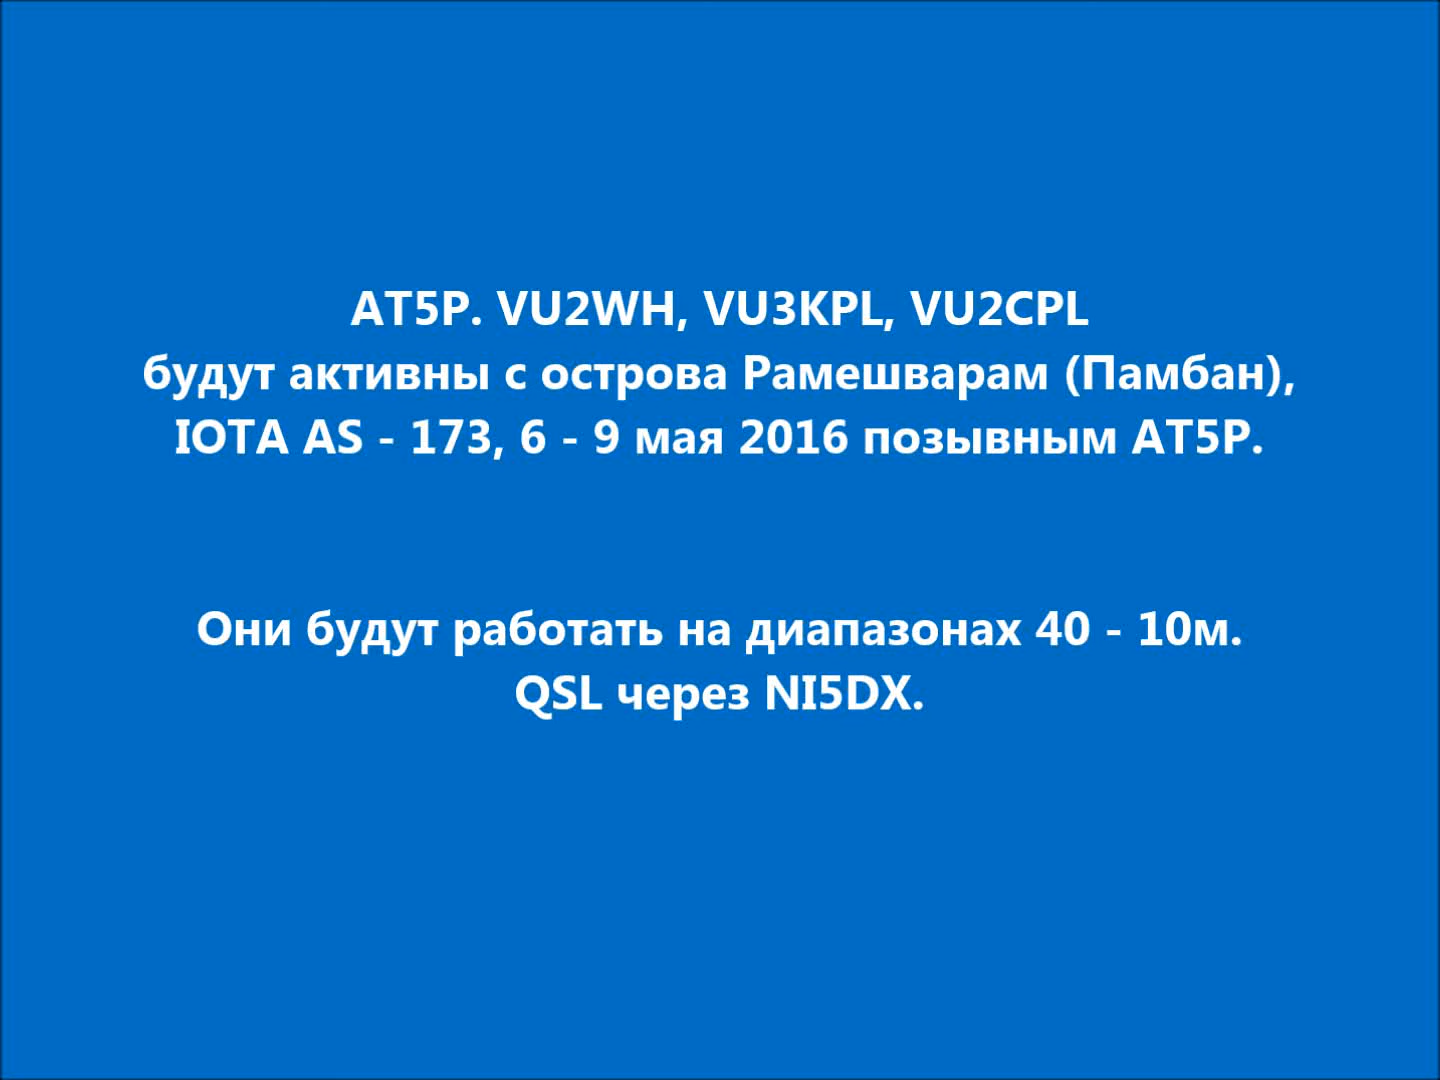 AT5P. VU2WH, VU3KPL, VU2CPL
будут активны с острова Рамешварам (Памбан),
IOTA AS - 173, 6 - 9 мая 2016 позывным AT5P.
Они будут работать на диапазонах 40 - 10м.
QSL через NI5DX.